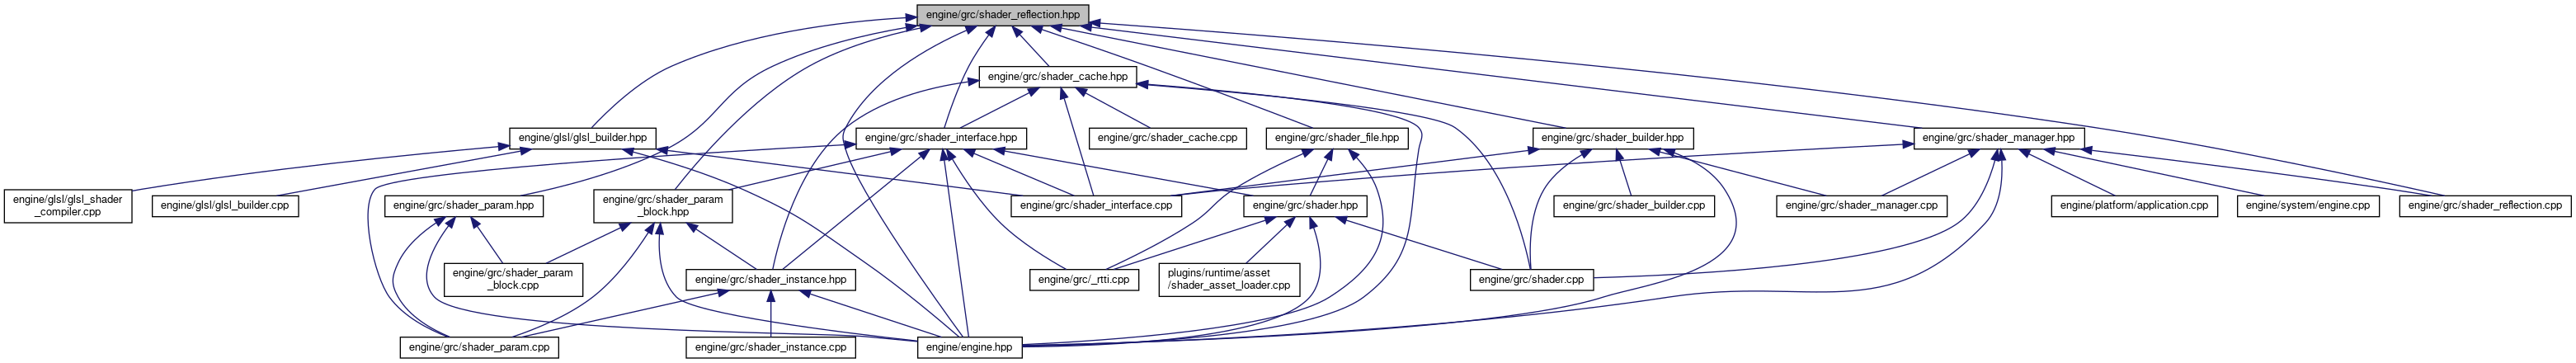 engine/grc/shader_reflection.hpp
engine/grc/shader_cache.hpp
engine/glsl/glsl_builder.hpp
engine/grc/shader_interface.hpp
engine/grc/shader_cache.cpp
engine/grc/shader_file.hpp
engine/grc/shader_builder.hpp
engine/grc/shader_manager.hpp
engine/glsl/glsl_shader
_compiler.cpp
engine/glsl/glsl_builder.cpp
engine/grc/shader_param.hpp
engine/grc/shader_param
_block.hpp
engine/grc/shader_interface.cpp
engine/grc/shader.hpp
engine/grc/shader_builder.cpp
engine/grc/shader_manager.cpp
engine/platform/application.cpp
engine/system/engine.cpp
engine/grc/shader_reflection.cpp
engine/grc/shader_param
_block.cpp
engine/grc/shader_instance.hpp
engine/grc/_rtti.cpp
plugins/runtime/asset
/shader_asset_loader.cpp
engine/grc/shader.cpp
engine/grc/shader_param.cpp
engine/grc/shader_instance.cpp
engine/engine.hpp